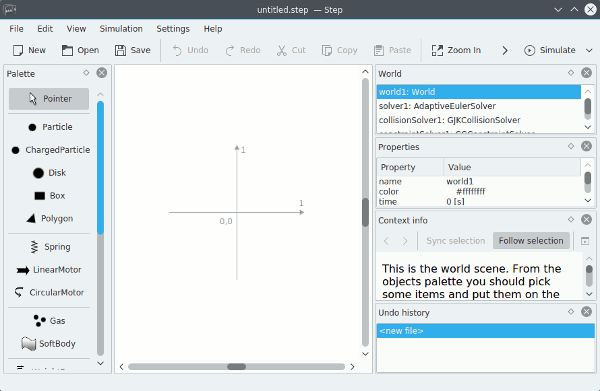 untitled.step — Step
File Edit View Simulation Settings Help
New Open Save Undo Redo Cut Copy Paste Zoom In Simulate
Palette
Pointer
Particle
ChargedParticle
Disk
Box
Polygon
Spring
LinearMotor
CircularMotor
Gas
SoftBody
1
1
0,0
World
world1: World
solver1: AdaptiveEulerSolver
collisionSolver1: GJKCollisionSolver
Properties
Property Value
name world1
color #ffffffff
time 0 [s]
Context info
Sync selection Follow selection
This is the world scene. From the
objects palette you should pick
some items and put them on the
Undo history
<new file>